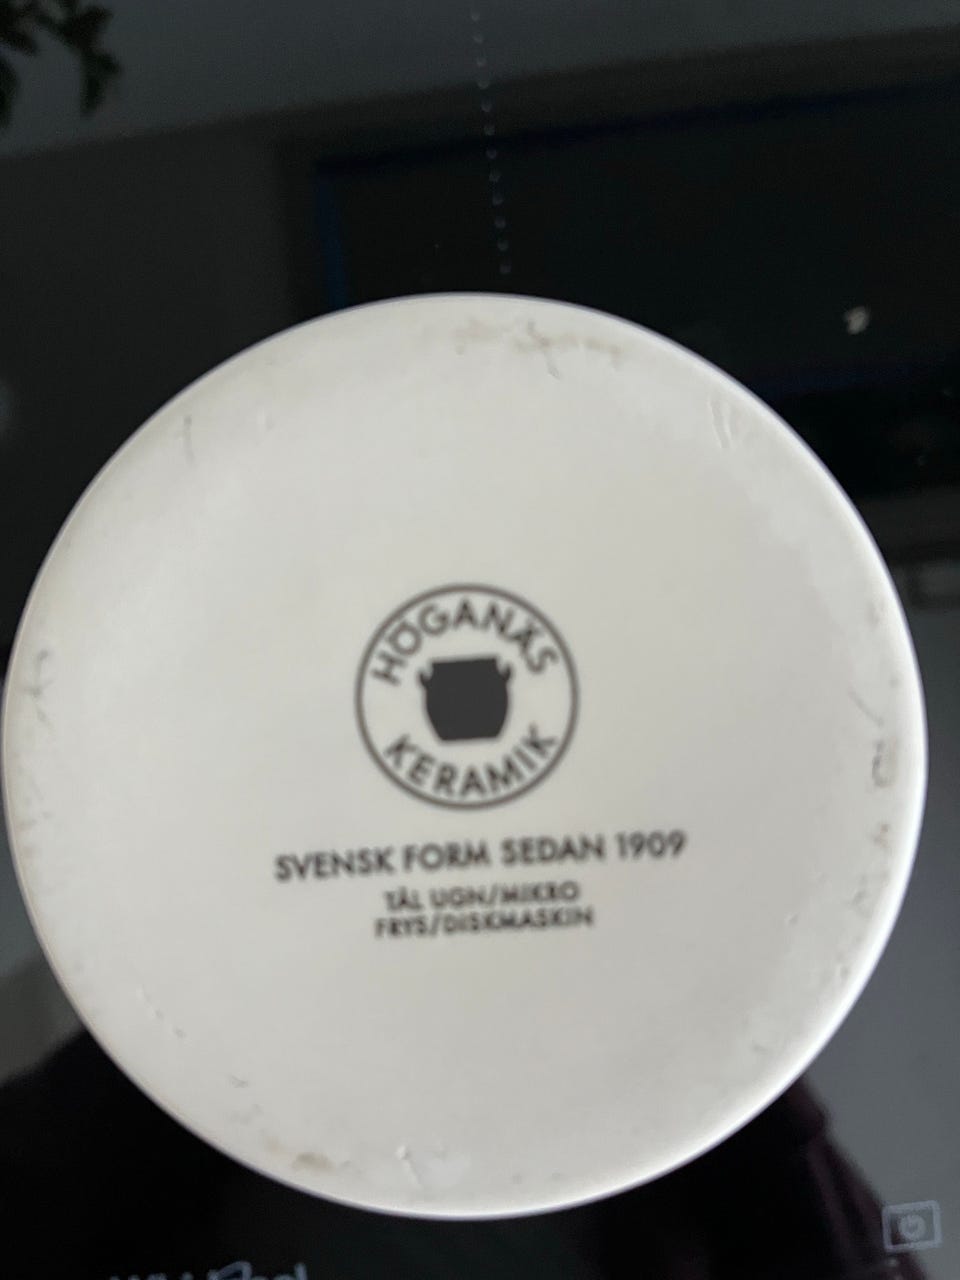 HÖGANÄS
KERAMIK
SVENSK FORM SEDAN 1909
TÅL UGN/MIKRO
FRYS/DISKMASKIN